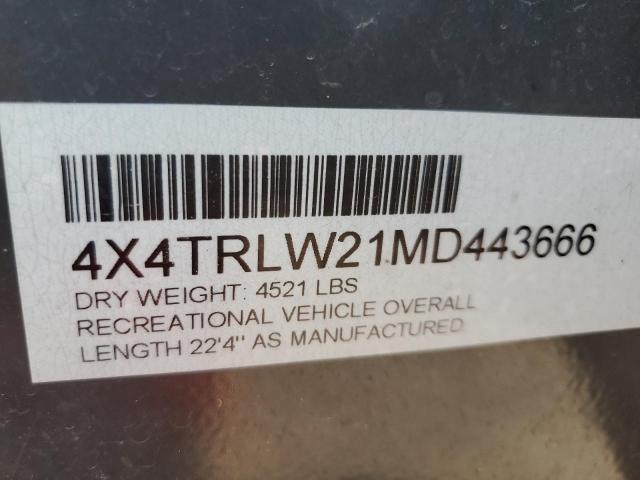 4X4TRLW21MD443666
DRY WEIGHT: 4521 LBS
RECREATIONAL VEHICLE OVERALL
LENGTH 22'4" AS MANUFACTURED